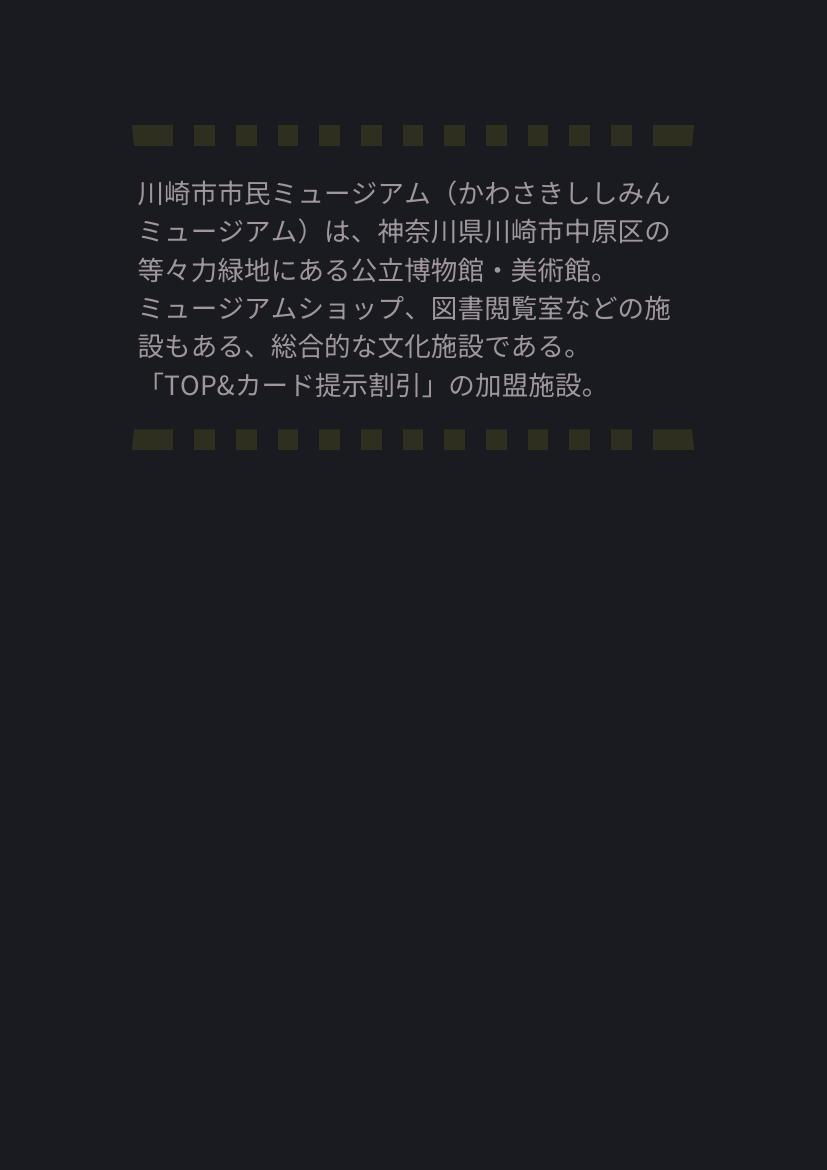 川崎市市民ミュージアム（かわさきししみん
ミュージアム）は、神奈川県川崎市中原区の
等々力緑地にある公立博物館・美術館。
ミュージアムショップ、図書閲覧室などの施
設もある、総合的な文化施設である。
「TOP&カード提示割引」の加盟施設。